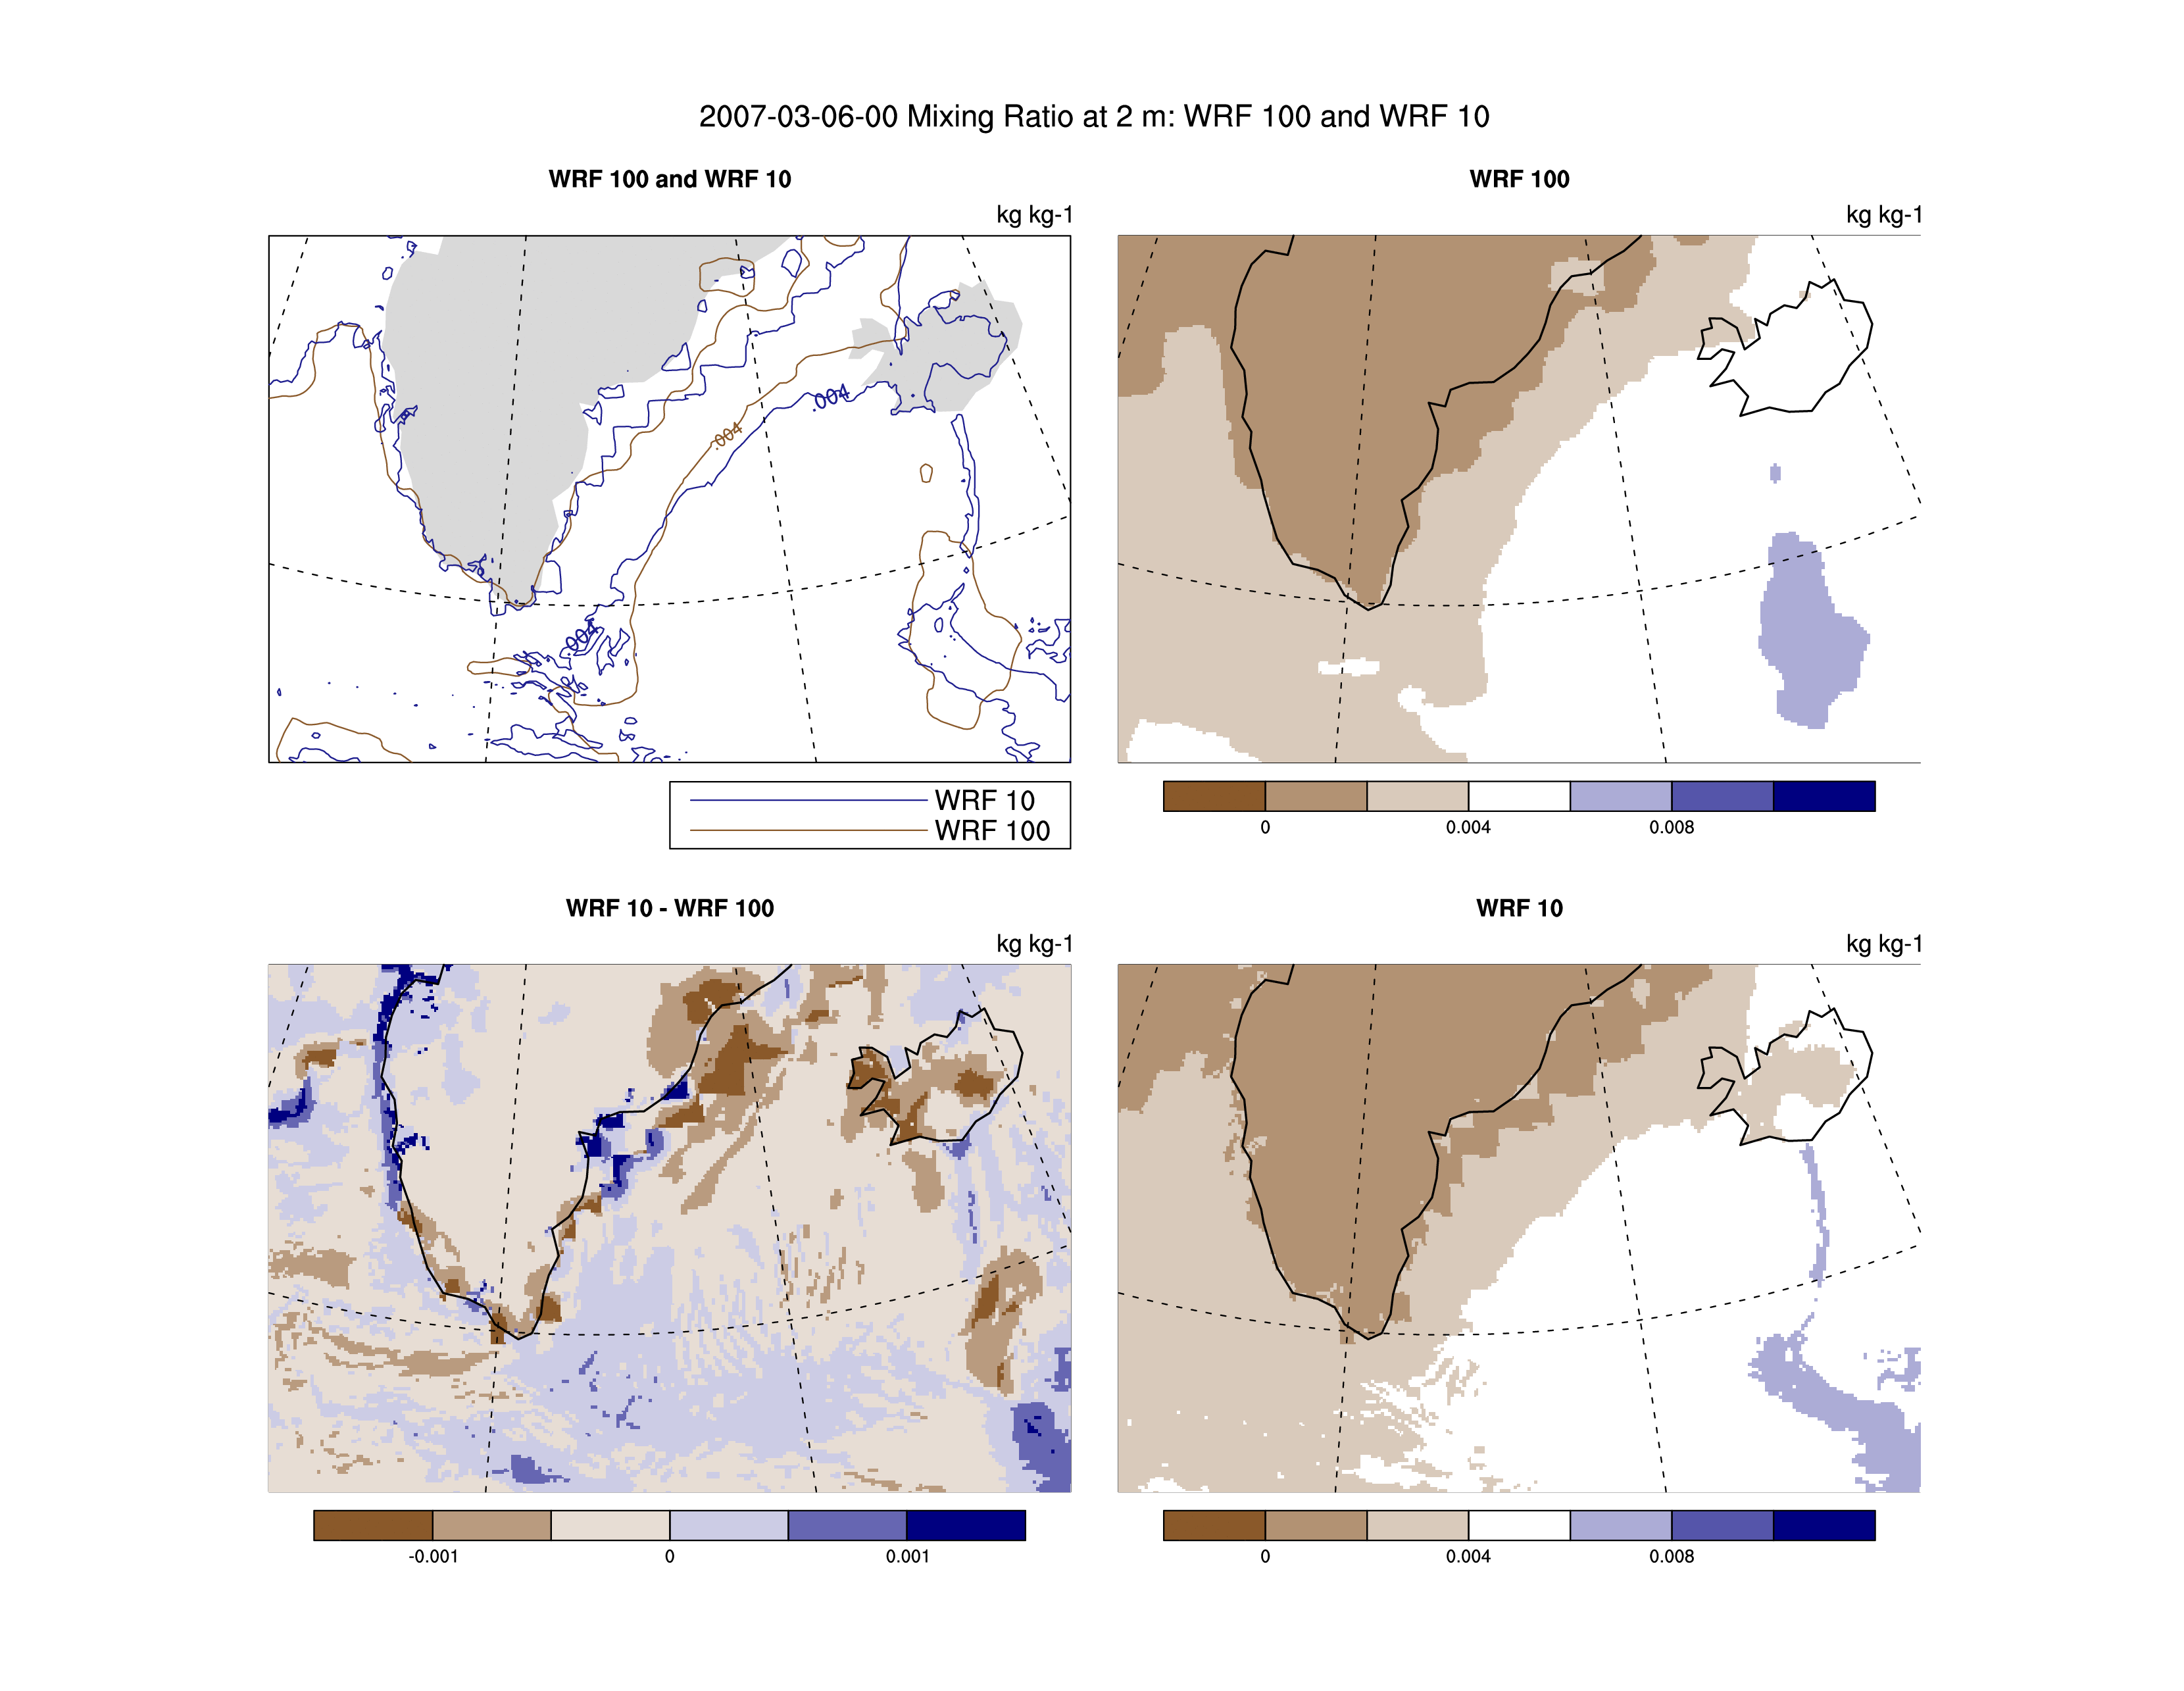 2007-03-06-00 Mixing Ratio at 2 m: WRF 100 and WRF 10
WRF 100 and WRF 10
kg kg-1
.004
.004
.004
WRF 10
WRF 100
WRF 100
kg kg-1
0 0.004 0.008
WRF 10 - WRF 100
kg kg-1
-0.001 0 0.001
WRF 10
kg kg-1
0 0.004 0.008